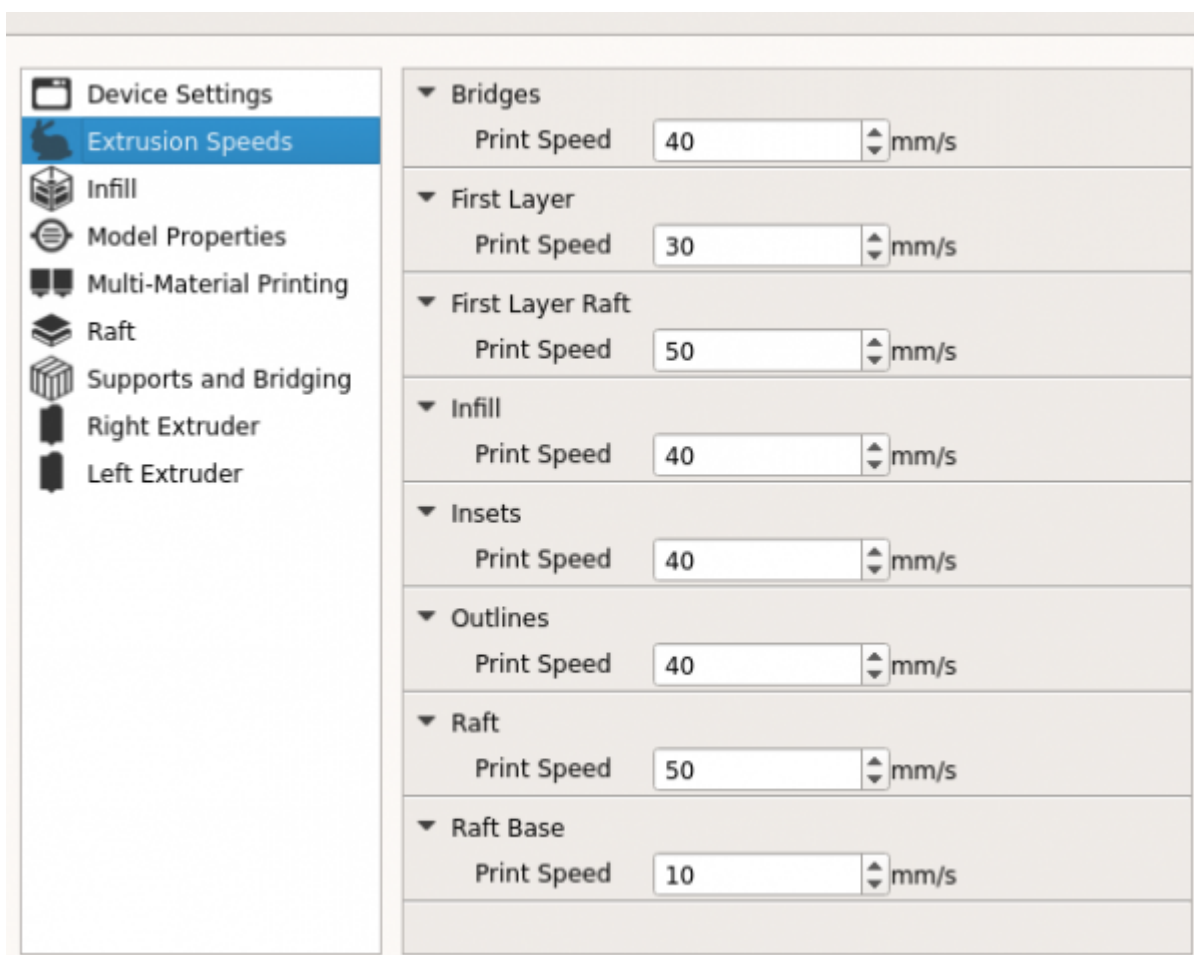 Device Settings
Extrusion Speeds
Infill
Model Properties
Multi-Material Printing
Raft
Supports and Bridging
Right Extruder
Left Extruder
Bridges
Print Speed 40 mm/s
First Layer
Print Speed 30 mm/s
First Layer Raft
Print Speed 50 mm/s
Infill
Print Speed 40 mm/s
Insets
Print Speed 40 mm/s
Outlines
Print Speed 40 mm/s
Raft
Print Speed 50 mm/s
Raft Base
Print Speed 10 mm/s